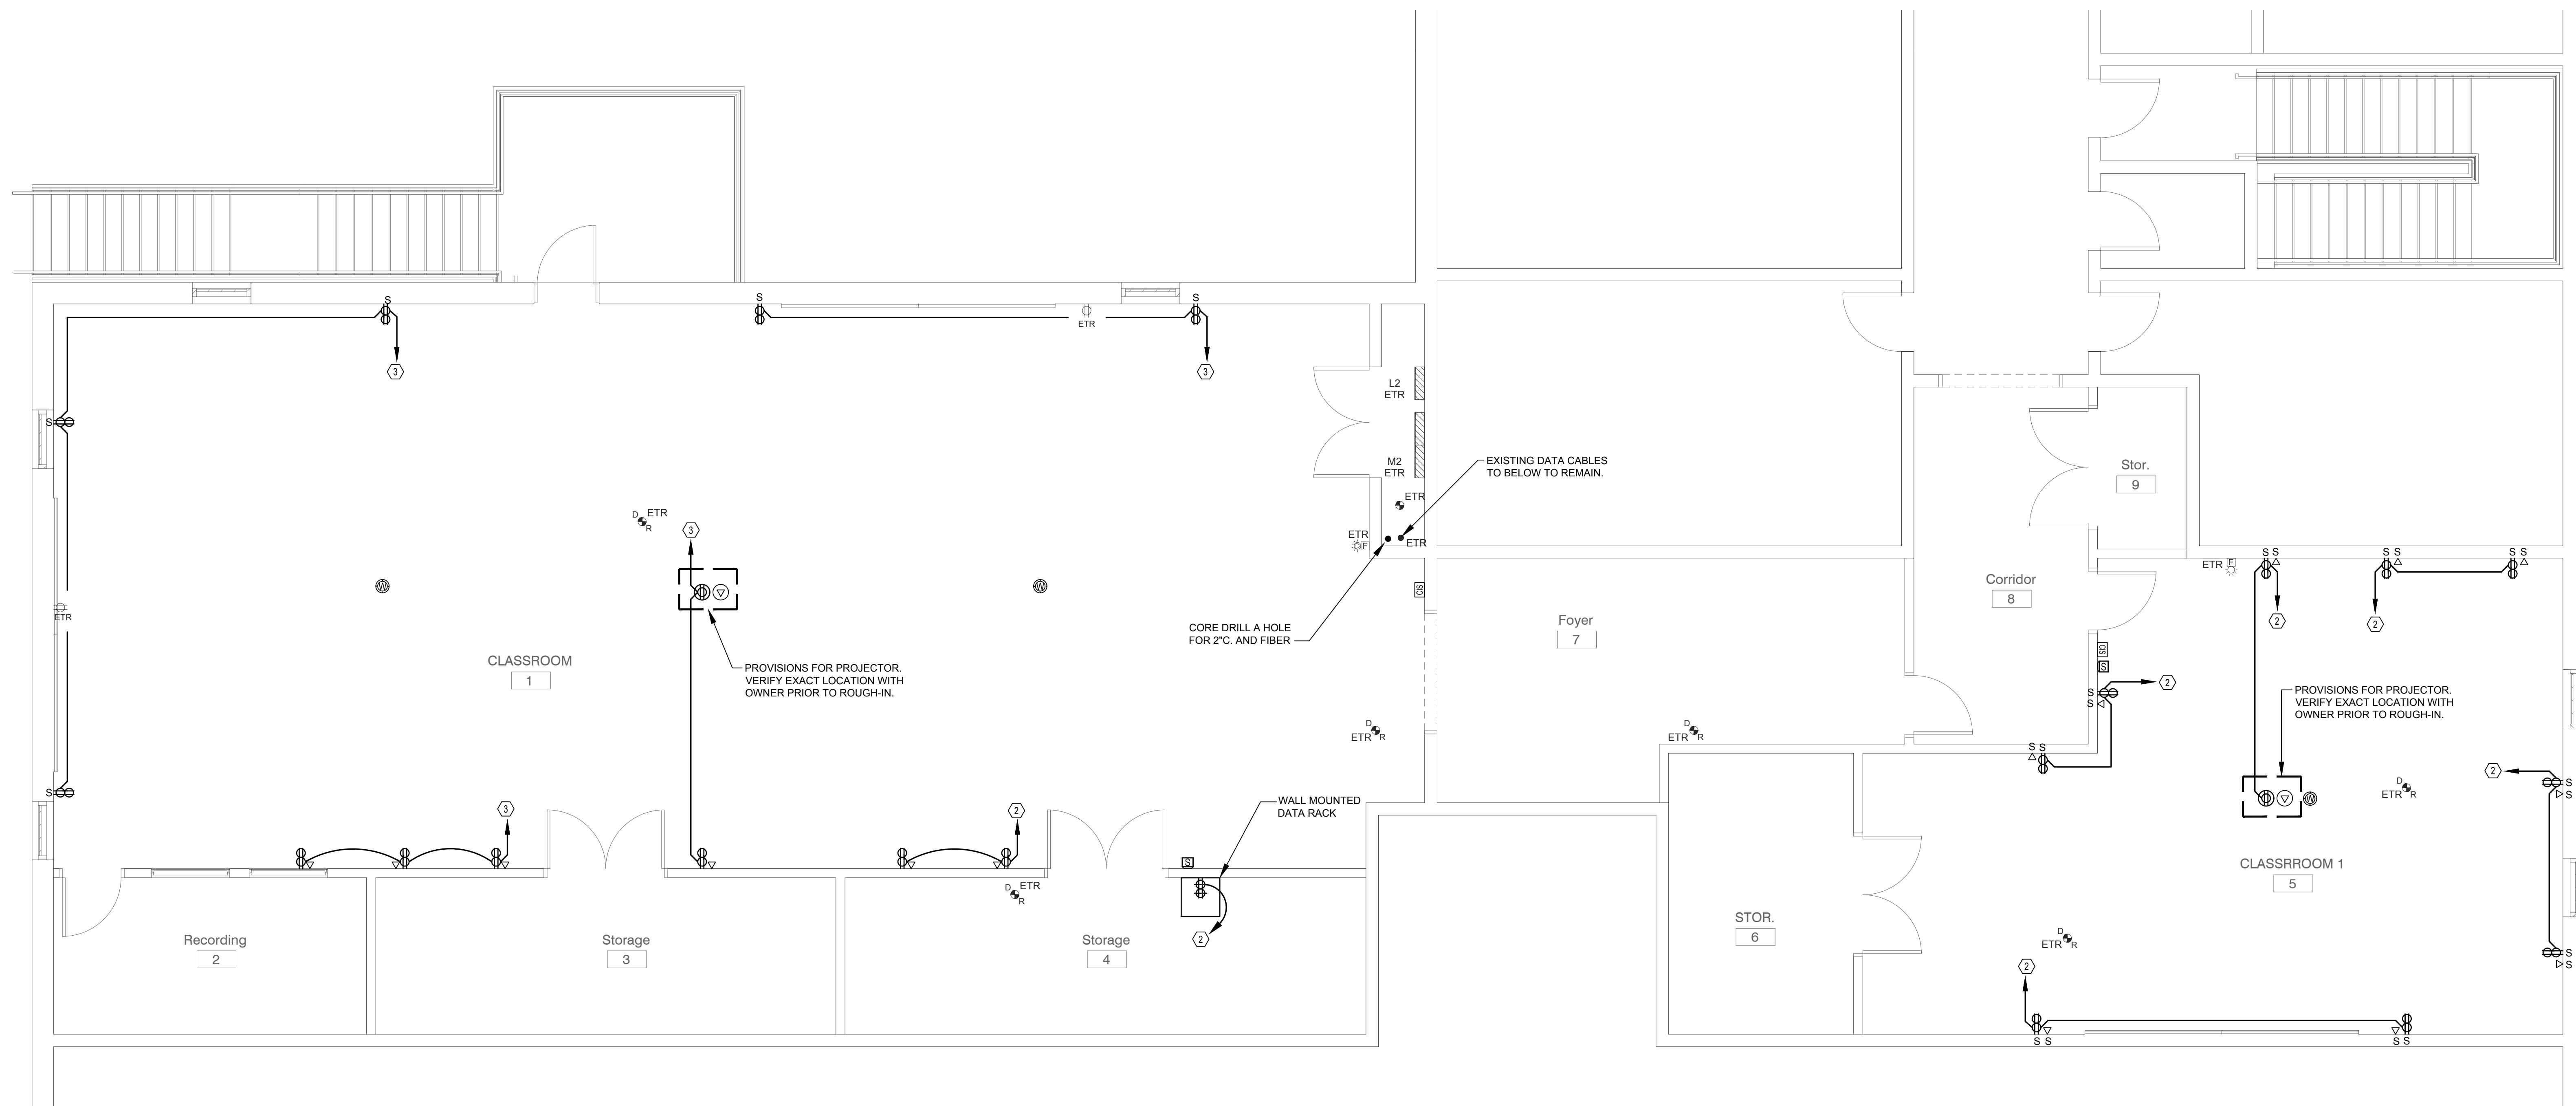 S
S
S
ETR
3
3
L2
ETR
S
M2
ETR
EXISTING DATA CABLES
TO BELOW TO REMAIN.
Stor.
9
ETR
D ETR
R
3
ETR
F
ETR
S S
S S
S S
ETR F
W
W
CIS
Corridor
8
ETR
CORE DRILL A HOLE
FOR 2"C. AND FIBER
Foyer
7
2
2
CLASSROOM
1
PROVISIONS FOR PROJECTOR.
VERIFY EXACT LOCATION WITH
OWNER PRIOR TO ROUGH-IN.
CIS
S
S
S
2
PROVISIONS FOR PROJECTOR.
VERIFY EXACT LOCATION WITH
OWNER PRIOR TO ROUGH-IN.
D
ETR R
D
ETR R
S S
2
S
S
D
ETR R
W
S
3
2
WALL MOUNTED
DATA RACK
S
CLASSRROOM 1
5
D ETR
R
STOR.
6
Recording
2
Storage
3
Storage
4
2
D
ETR R
S
S
2
S S
S S